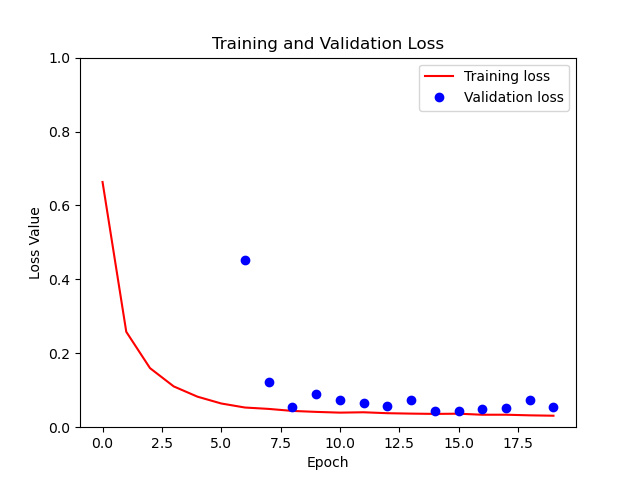 Training and Validation Loss
Training loss
Validation loss
1.0
0.8
0.6
0.4
0.2
0.0
Loss Value
0.0 2.5 5.0 7.5 10.0 12.5 15.0 17.5
Epoch